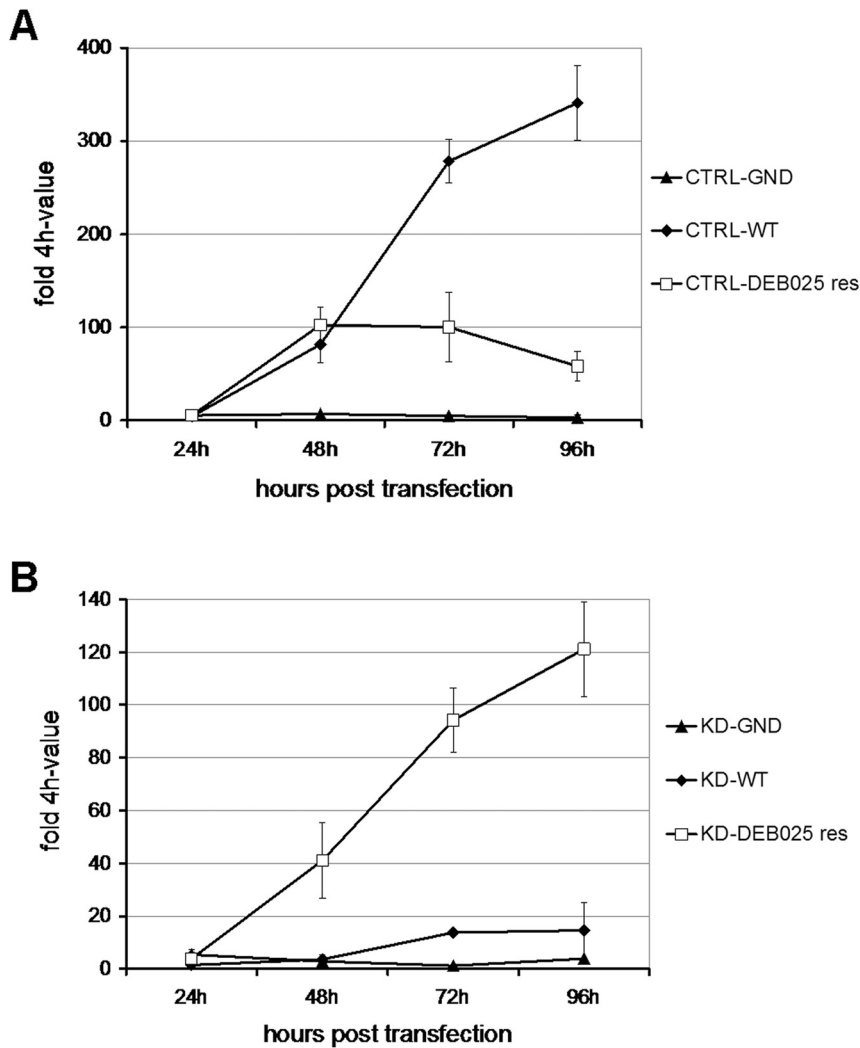 A
400
300
200
100
0
fold 4h-value
24h 48h 72h 96h
hours post transfection
CTRL-GND
CTRL-WT
CTRL-DEB025 res
B
140
120
100
80
60
40
20
0
fold 4h-value
24h 48h 72h 96h
hours post transfection
KD-GND
KD-WT
KD-DEB025 res